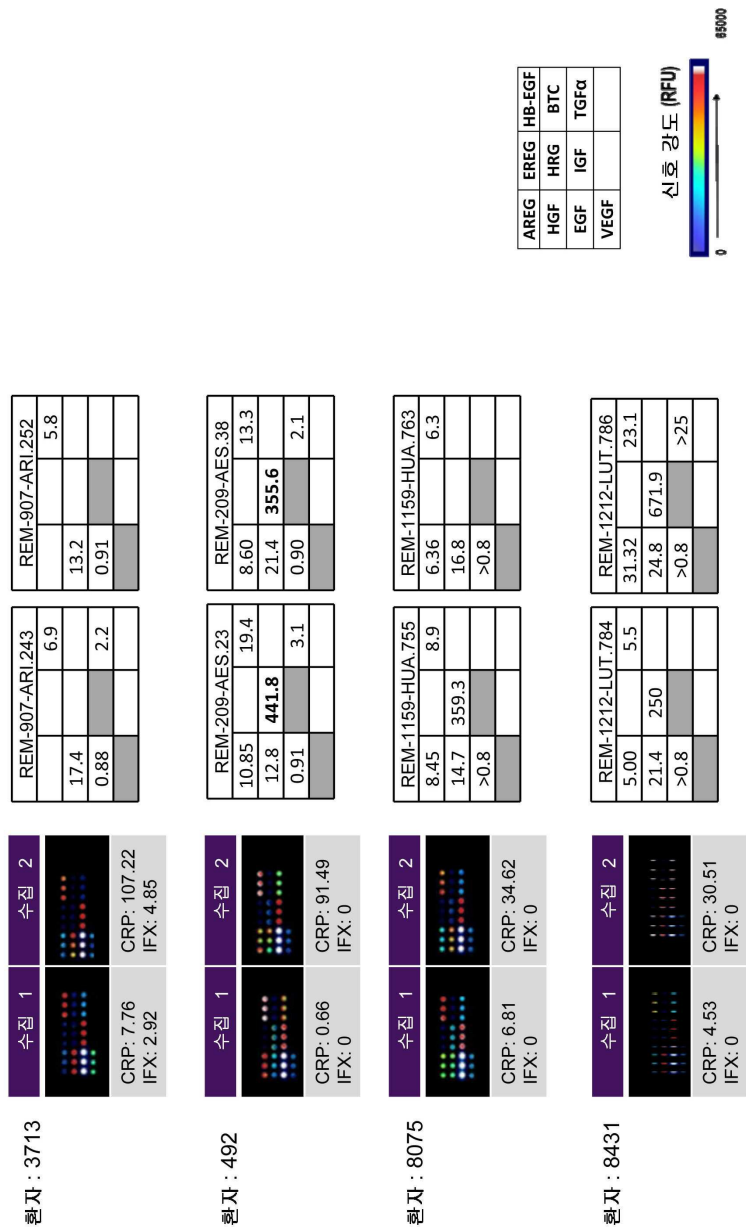 환자 : 3713
수집 1
수집 2
CRP: 7.76
IFX: 2.92
CRP: 107.22
IFX: 4.85
REM-907-ARI.243
6.9
17.4
0.88
2.2
REM-907-ARI.252
5.8
13.2
0.91
환자 : 492
수집 1
수집 2
CRP: 0.66
IFX: 0
CRP: 91.49
IFX: 0
REM-209-AES.23
10.85 19.4
12.8 441.8
0.91 3.1
REM-209-AES.38
8.60 13.3
21.4 355.6
0.90 2.1
환자 : 8075
수집 1
수집 2
CRP: 6.81
IFX: 0
CRP: 34.62
IFX: 0
REM-1159-HUA.755
8.45 8.9
14.7 359.3
>0.8
REM-1159-HUA.763
6.36 6.3
16.8
>0.8
환자 : 8431
수집 1
수집 2
CRP: 4.53
IFX: 0
CRP: 30.51
IFX: 0
REM-1212-LUT.784
5.00 5.5
21.4 250
>0.8
REM-1212-LUT.786
31.32 23.1
24.8 671.9
>0.8 >25
AREG EREG HB-EGF
HGF HRG BTC
EGF IGF TGFα
VEGF
신호 강도 (RFU)
0 65000